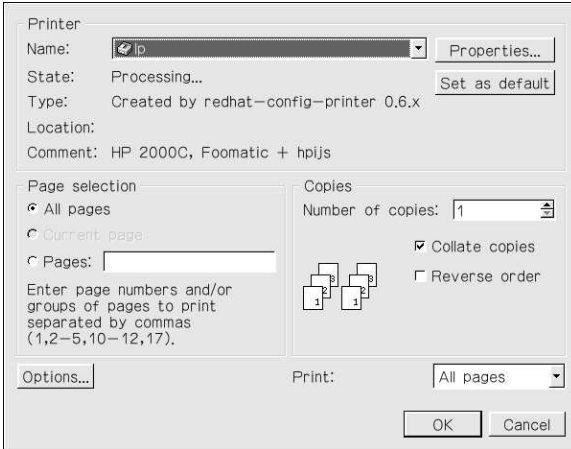 Printer
Name: lp Properties...
State: Processing... Set as default
Type: Created by redhat-config-printer 0.6.x
Location:
Comment: HP 2000C, Foomatic + hpijs
Page selection
All pages
Current page
Pages:
Enter page numbers and/or
groups of pages to print
separated by commas
(1,2-5,10-12,17).
Copies
Number of copies: 1
Collate copies
Reverse order
3 3
2 2
1 1
Options... Print: All pages
OK Cancel